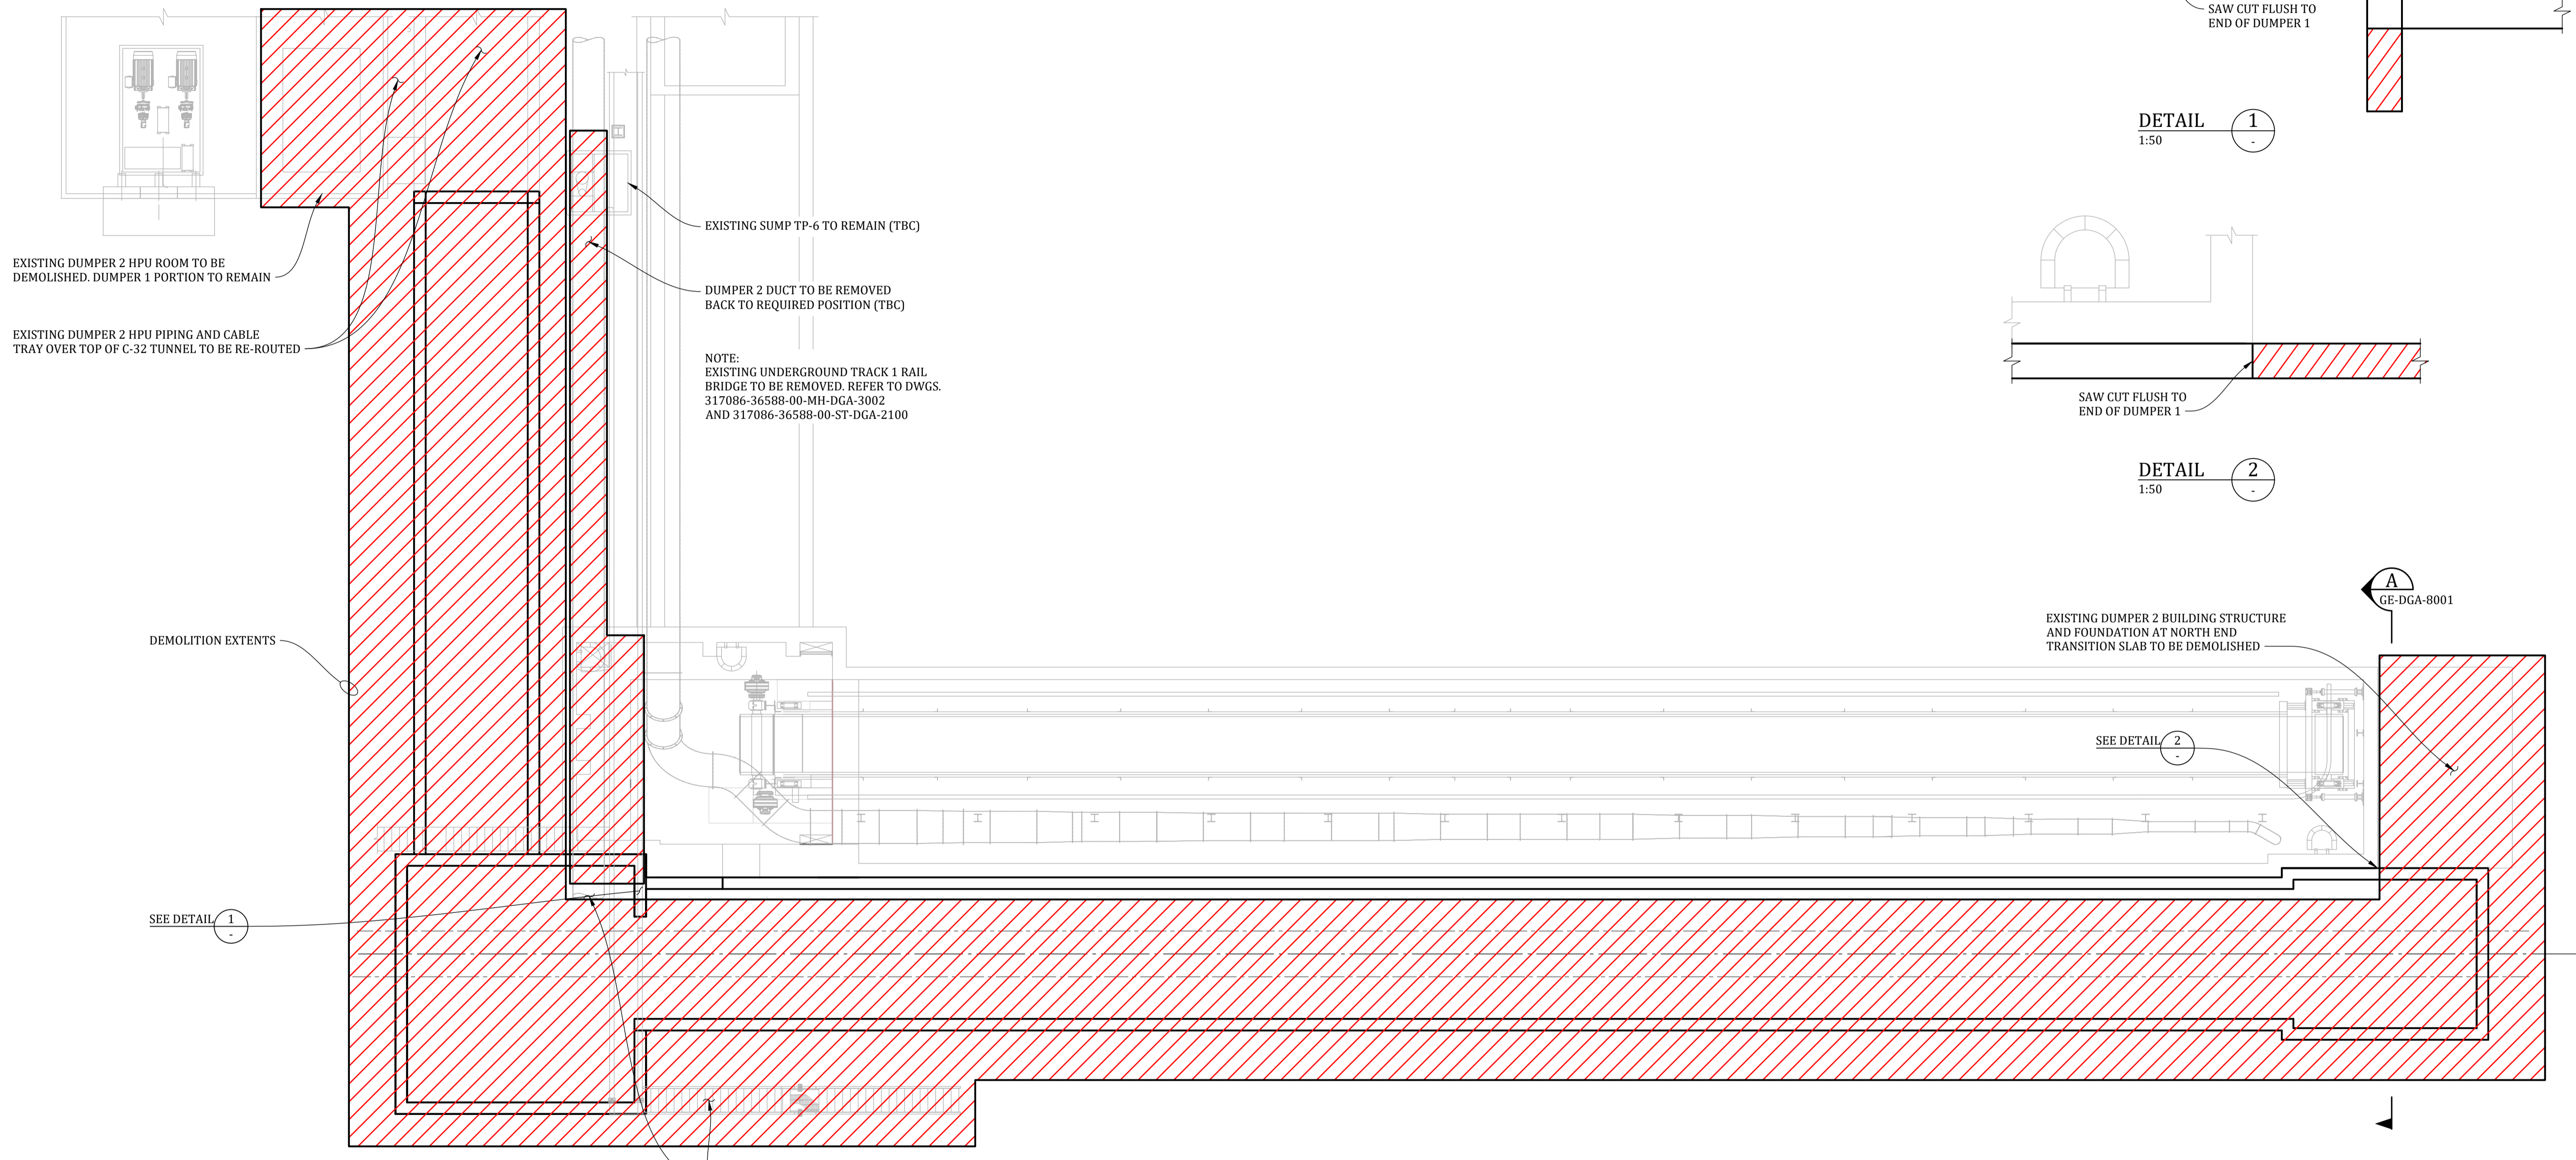 SAW CUT FLUSH TO
END OF DUMPER 1
DETAIL 1
1:50 -
EXISTING SUMP TP-6 TO REMAIN (TBC)
EXISTING DUMPER 2 HPU ROOM TO BE
DEMOLISHED. DUMPER 1 PORTION TO REMAIN
DUMPER 2 DUCT TO BE REMOVED
BACK TO REQUIRED POSITION (TBC)
EXISTING DUMPER 2 HPU PIPING AND CABLE
TRAY OVER TOP OF C-32 TUNNEL TO BE RE-ROUTED
NOTE:
EXISTING UNDERGROUND TRACK 1 RAIL
BRIDGE TO BE REMOVED. REFER TO DWGS.
317086-36588-00-MH-DGA-3002
AND 317086-36588-00-ST-DGA-2100
SAW CUT FLUSH TO
END OF DUMPER 1
DETAIL 2
1:50 -
A
GE-DGA-8001
EXISTING DUMPER 2 BUILDING STRUCTURE
AND FOUNDATION AT NORTH END
TRANSITION SLAB TO BE DEMOLISHED
DEMOLITION EXTENTS
SEE DETAIL 2
-
SEE DETAIL 1
-